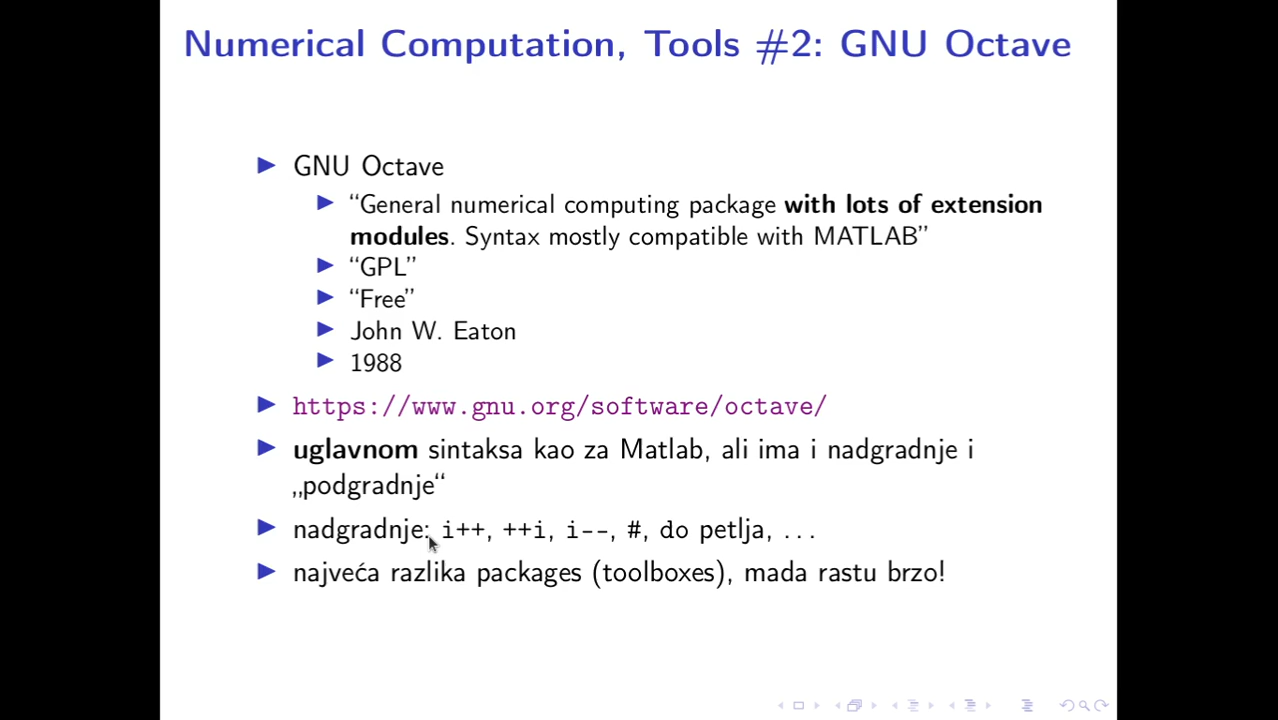 Numerical Computation, Tools #2: GNU Octave
GNU Octave
“General numerical computing package with lots of extension
modules. Syntax mostly compatible with MATLAB”
“GPL”
“Free”
John W. Eaton
1988
https://www.gnu.org/software/octave/
uglavnom sintaksa kao za Matlab, ali ima i nadgradnje i
„podgradnje“
nadgradnje: i++, ++i, i--, #, do petlja, ...
najveća razlika packages (toolboxes), mada rastu brzo!